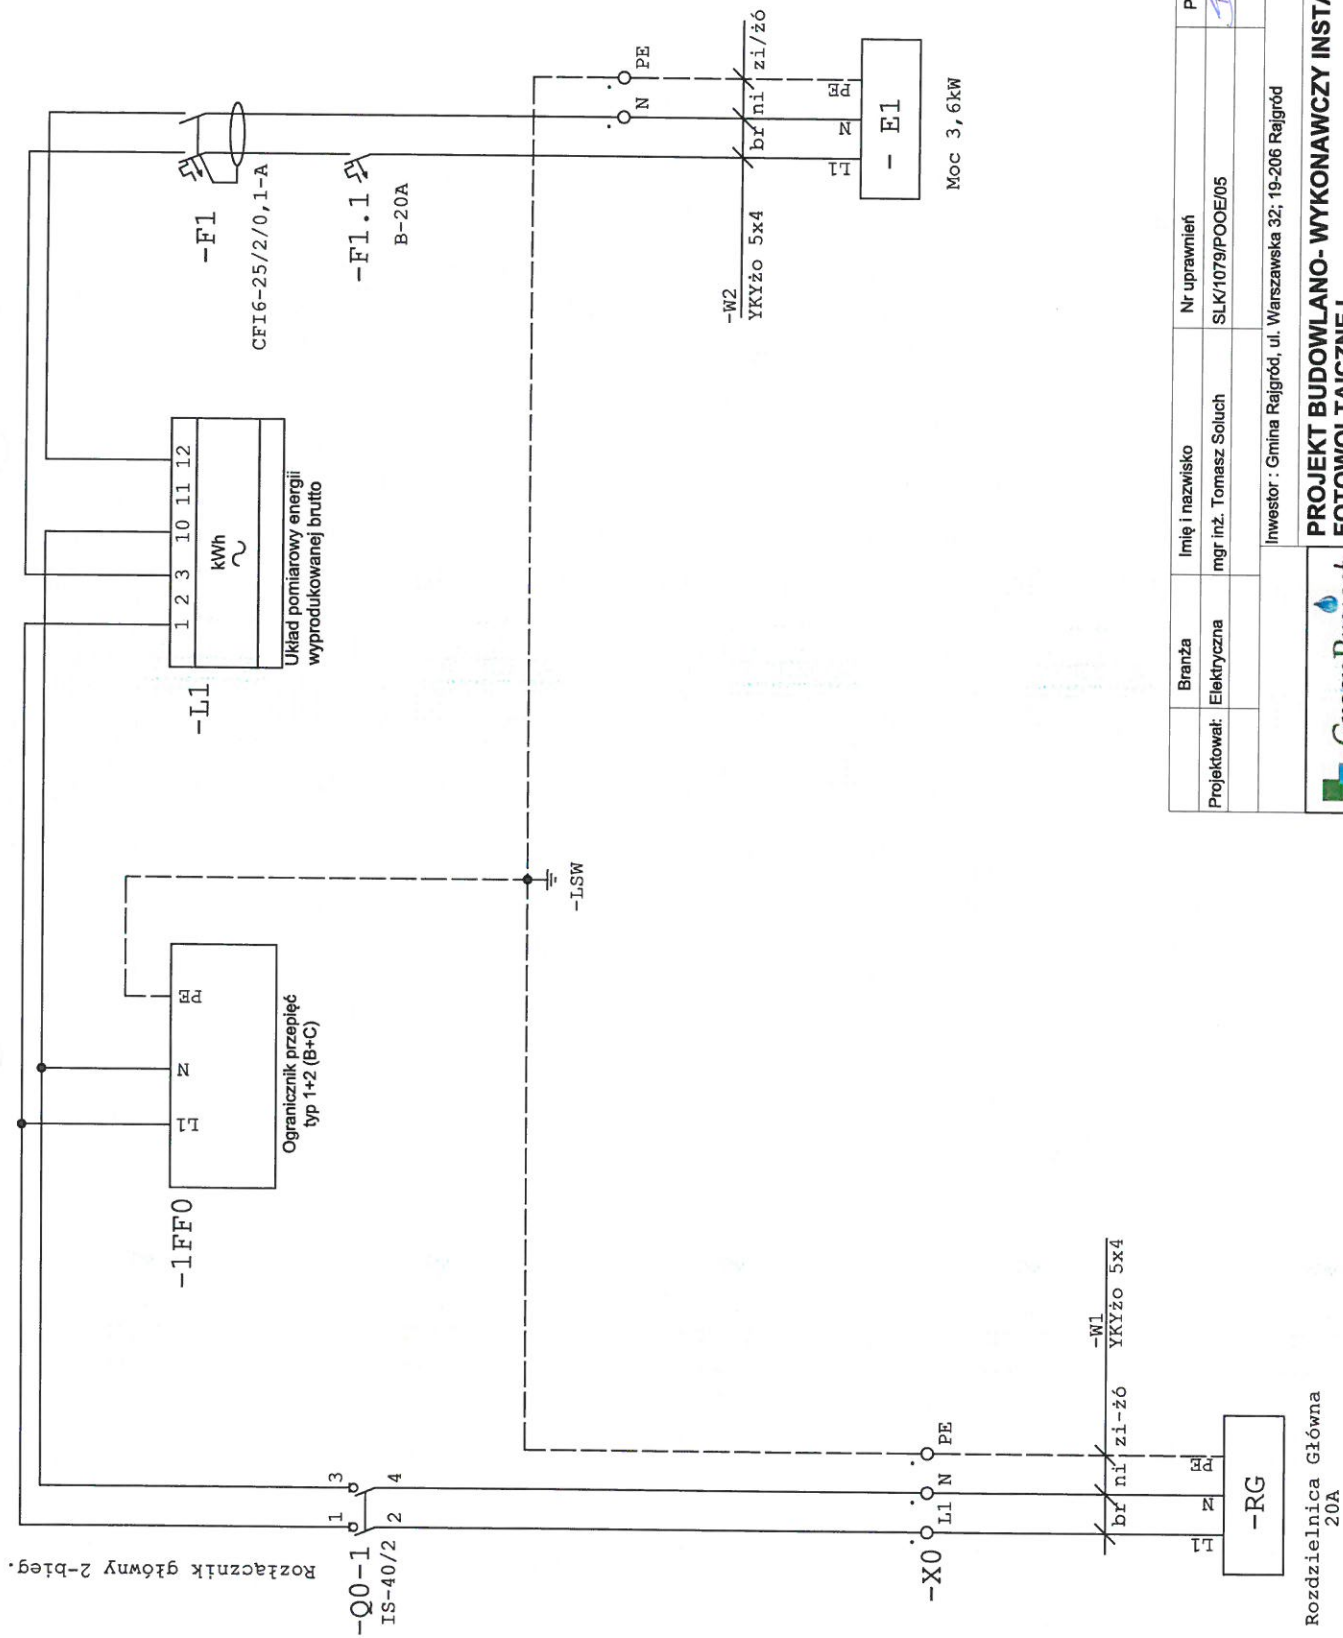 Rozłącznik główny 2-bieg.
-Q0-1
IS-40/2
1
3
2
4
-1FF0
L1
N
PE
Ogranicznik przepięć
typ 1+2 (B+C)
-L1
1 2 3 10 11 12
kWh
Układ pomiarowy energii
wyprodukowanej brutto
-F1
CFI6-25/2/0,1-A
-F1.1
B-20A
-LSW
N
PE
-W2
YKYżo 5x4
br
ni
zi/żó
L1
N
PE
- E1
Moc 3,6kW
-X0
L1
N
PE
-W1
YKYżo 5x4
br
ni
zi-żó
L1
N
PE
-RG
Rozdzielnica Główna
20A
Branża
Imię i nazwisko
Nr uprawnień
P
Projektował:
Elektryczna
mgr inż. Tomasz Soluch
SLK/1079/POOE/05
Inwestor : Gmina Rajgród, ul. Warszawska 32; 19-206 Rajgród
PROJEKT BUDOWLANO- WYKONAWCZY INSTA
FOTOWOLTAICZNEJ